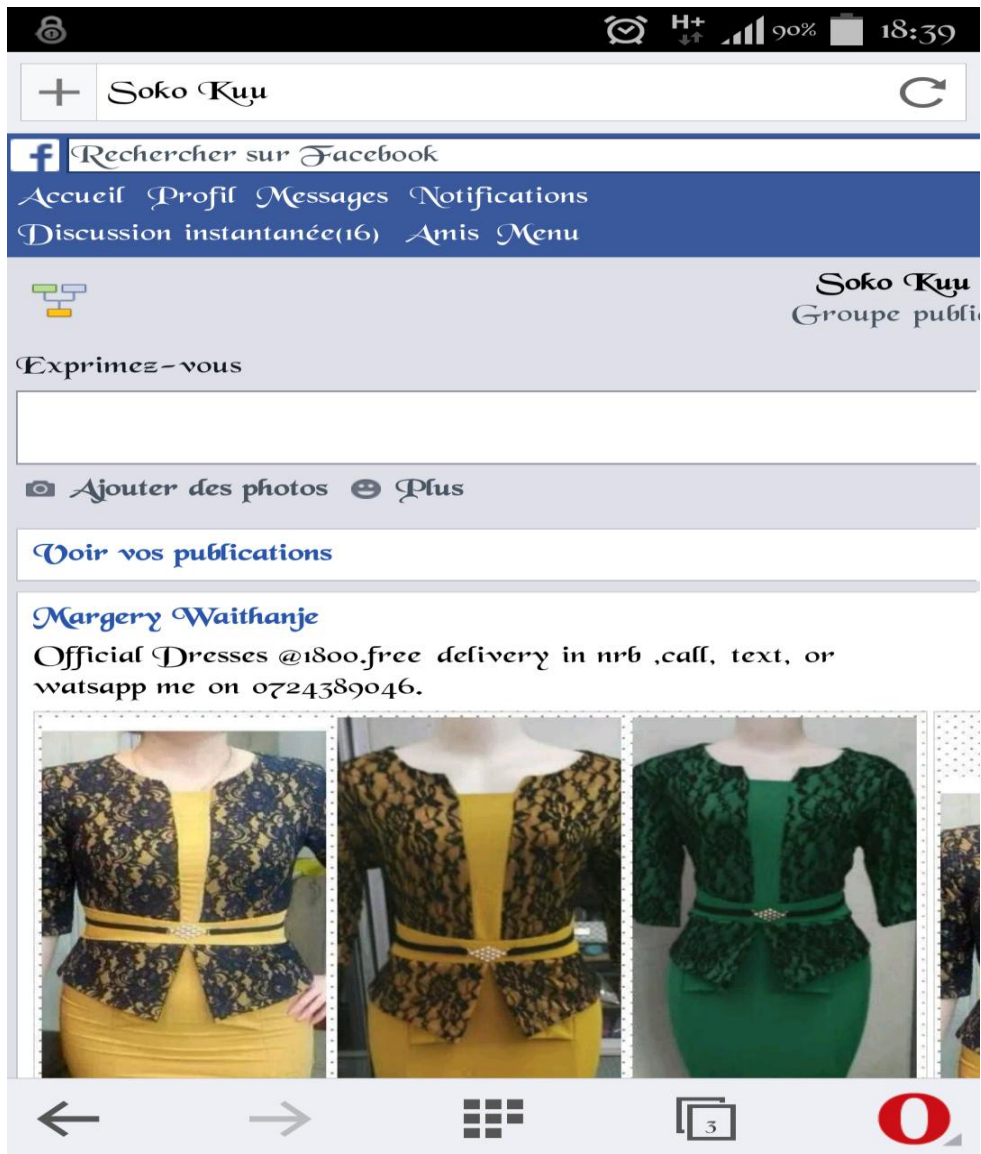 H+ 90% 18:39
Soko Kuu
f Rechercher sur Facebook
Accueil Profil Messages Notifications
Discussion instantanée(16) Amis Menu
Soko Kuu
Groupe public
Exprimez-vous
Ajouter des photos Plus
Voir vos publications
Margery Waithanje
Official Dresses @1800.free delivery in nrb ,call, text, or
watsapp me on 0724389046.
3